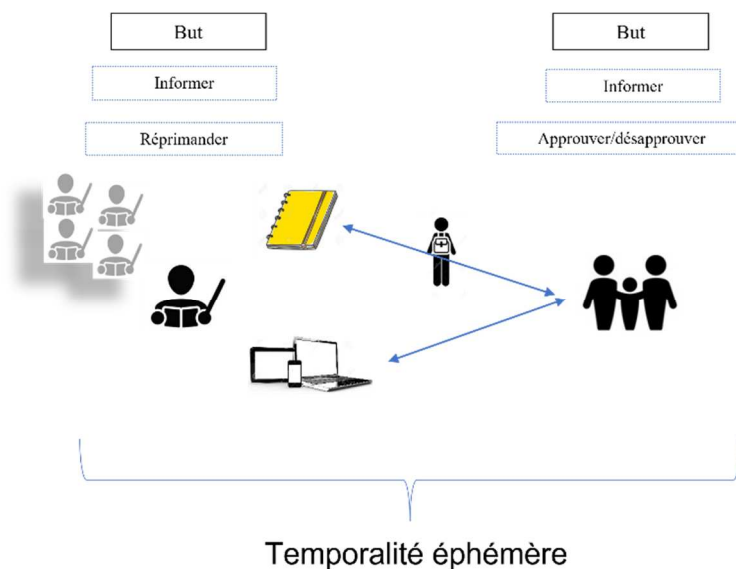 But
But
Informer
Informer
Réprimander
Approuver/désapprouver
Temporalité éphémère